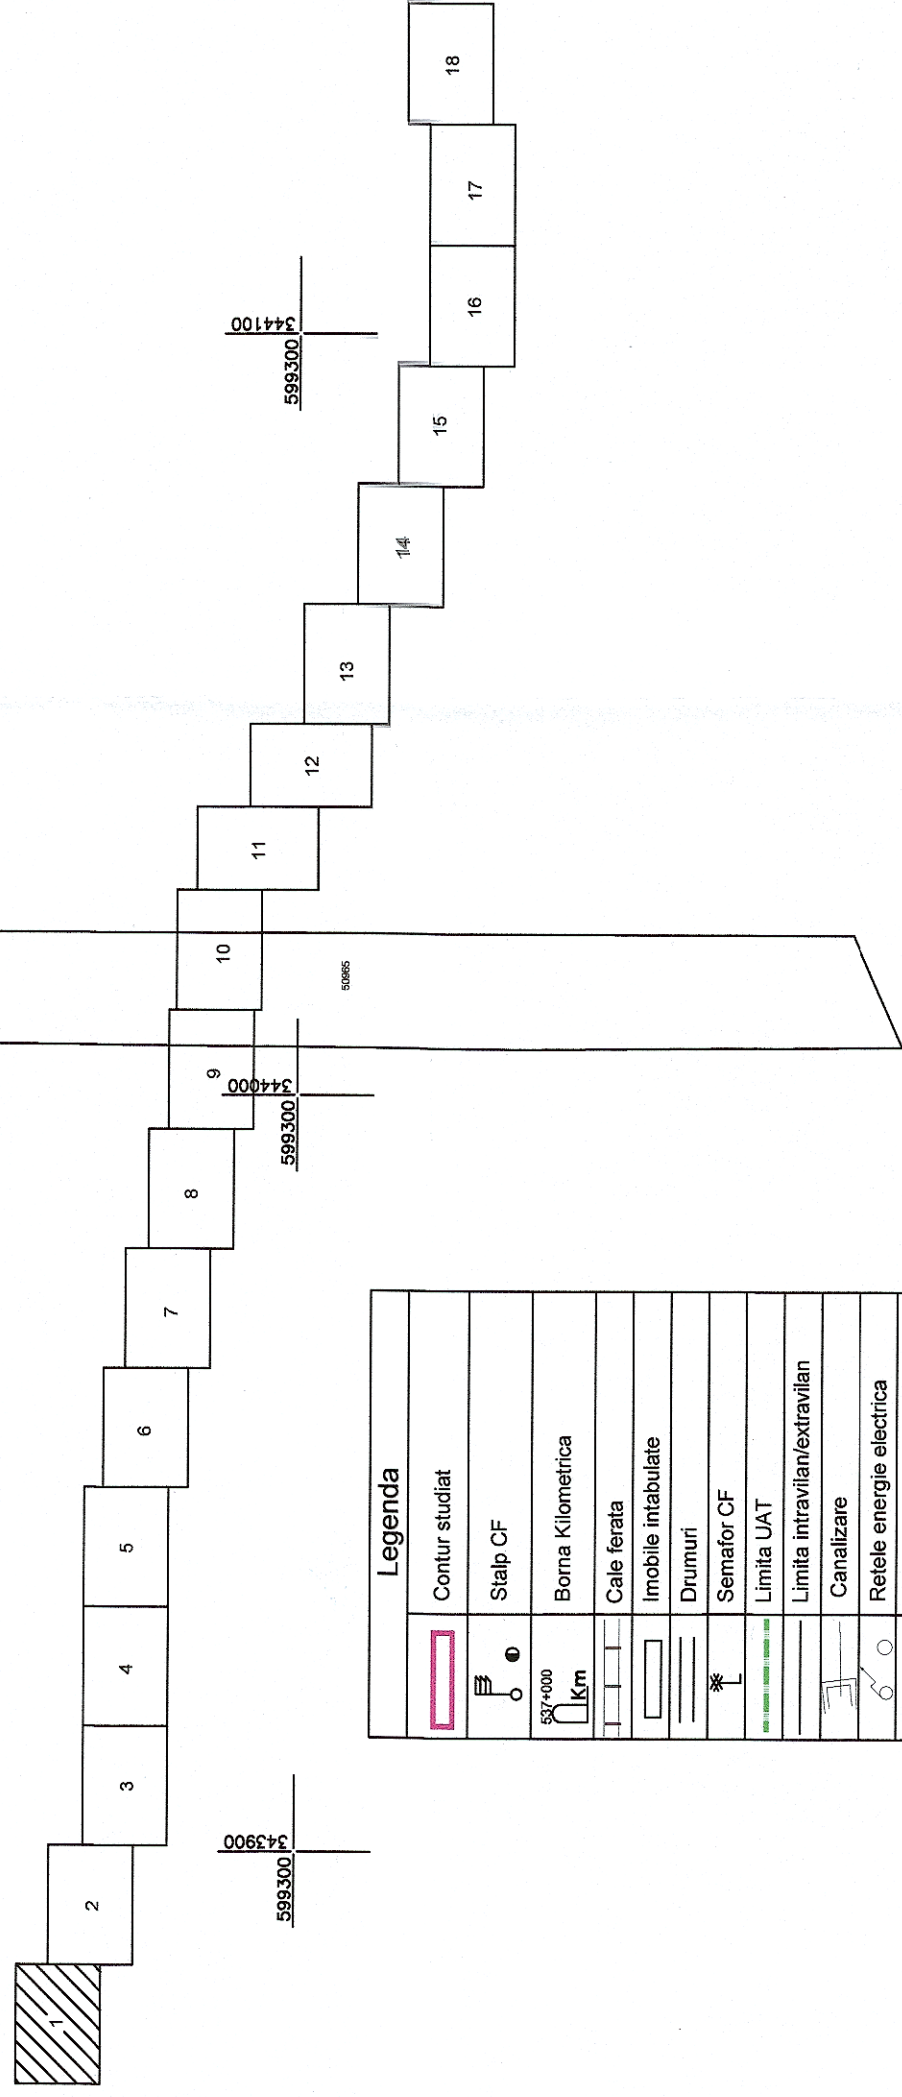 1
2
3
4
5
6
7
8
9
10
11
12
13
14
15
16
17
18
599300
343900
599300
344000
599300
344100
50965
Legenda
Contur studiat
Stalp CF
537+000
Km
Borna Kilometrica
Cale ferata
Imobile intabulate
Drumuri
Semafor CF
Limita UAT
Limita intravilan/extravilan
Canalizare
Retele energie electrica